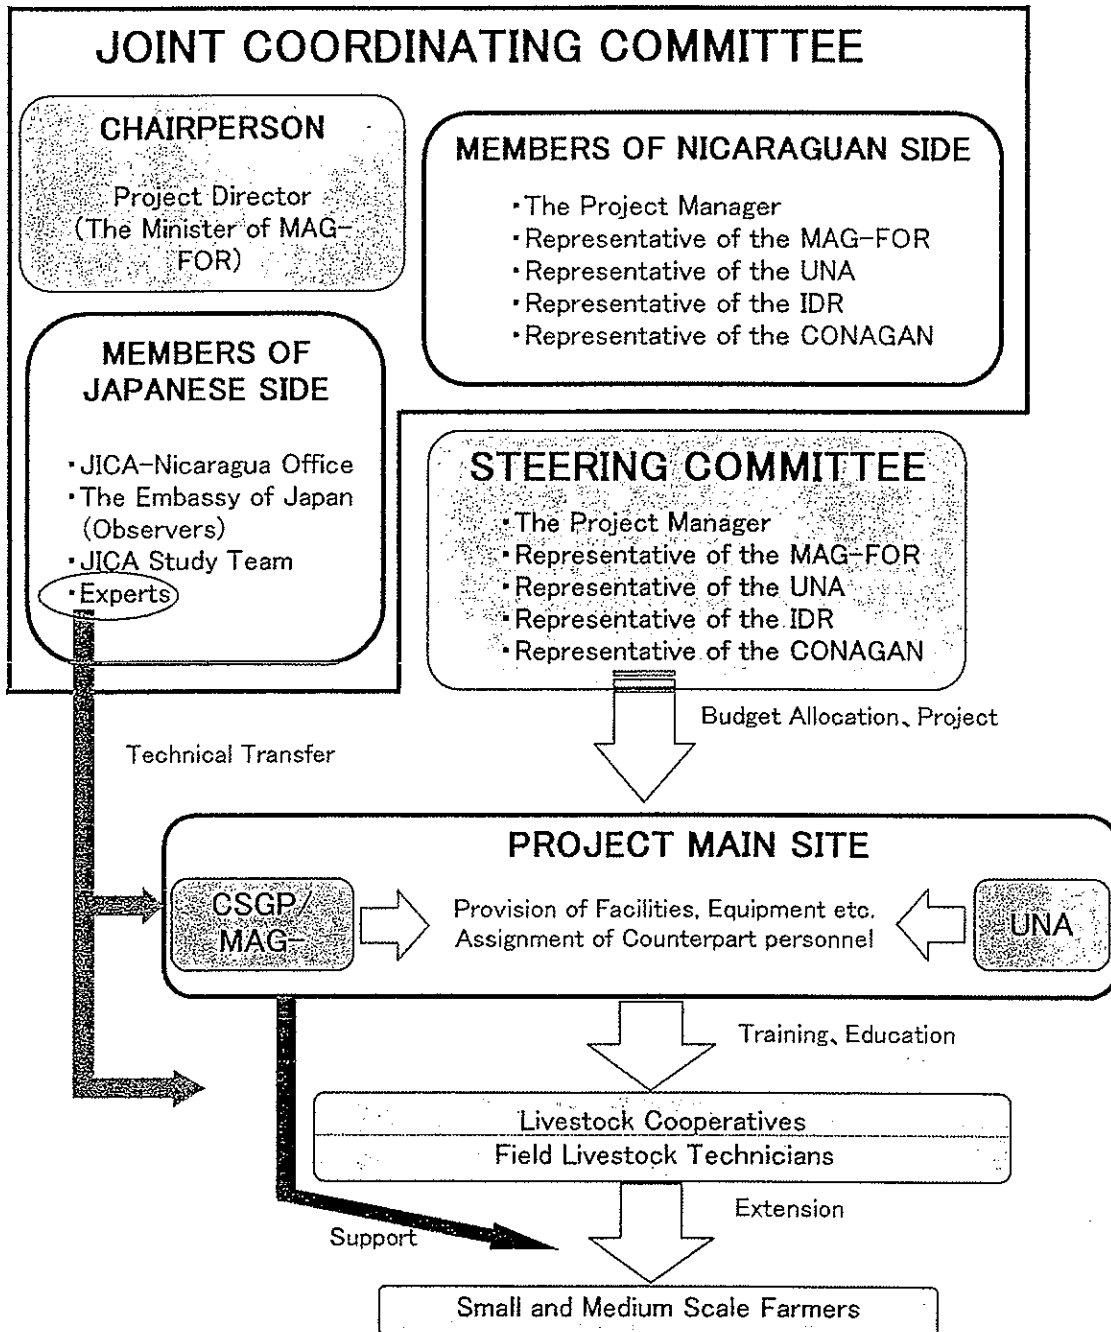 JOINT COORDINATING COMMITTEE
CHAIRPERSON
Project Director
(The Minister of MAG-
FOR)
MEMBERS OF NICARAGUAN SIDE
・The Project Manager
・Representative of the MAG-FOR
・Representative of the UNA
・Representative of the IDR
・Representative of the CONAGAN
MEMBERS OF
JAPANESE SIDE
・JICA-Nicaragua Office
・The Embassy of Japan
(Observers)
・JICA Study Team
・Experts
STEERING COMMITTEE
・The Project Manager
・Representative of the MAG-FOR
・Representative of the UNA
・Representative of the IDR
・Representative of the CONAGAN
Budget Allocation、Project
Technical Transfer
PROJECT MAIN SITE
CSGP/
MAG-
Provision of Facilities, Equipment etc.
Assignment of Counterpart personnel
UNA
Training、Education
Livestock Cooperatives
Field Livestock Technicians
Extension
Support
Small and Medium Scale Farmers